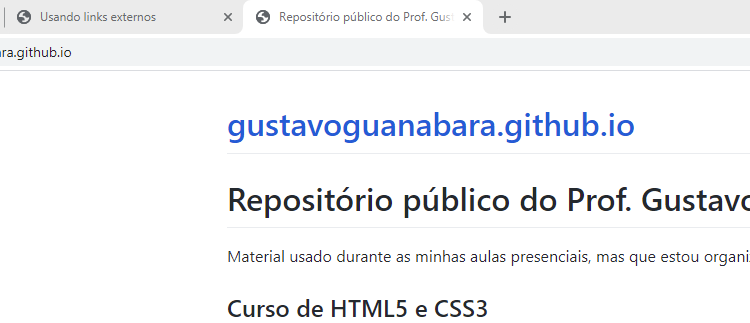 Usando links externos
Repositório público do Prof. Gust
ara.github.io
gustavoguanabara.github.io
Repositório público do Prof. Gustavo
Material usado durante as minhas aulas presenciais, mas que estou organi
Curso de HTML5 e CSS3